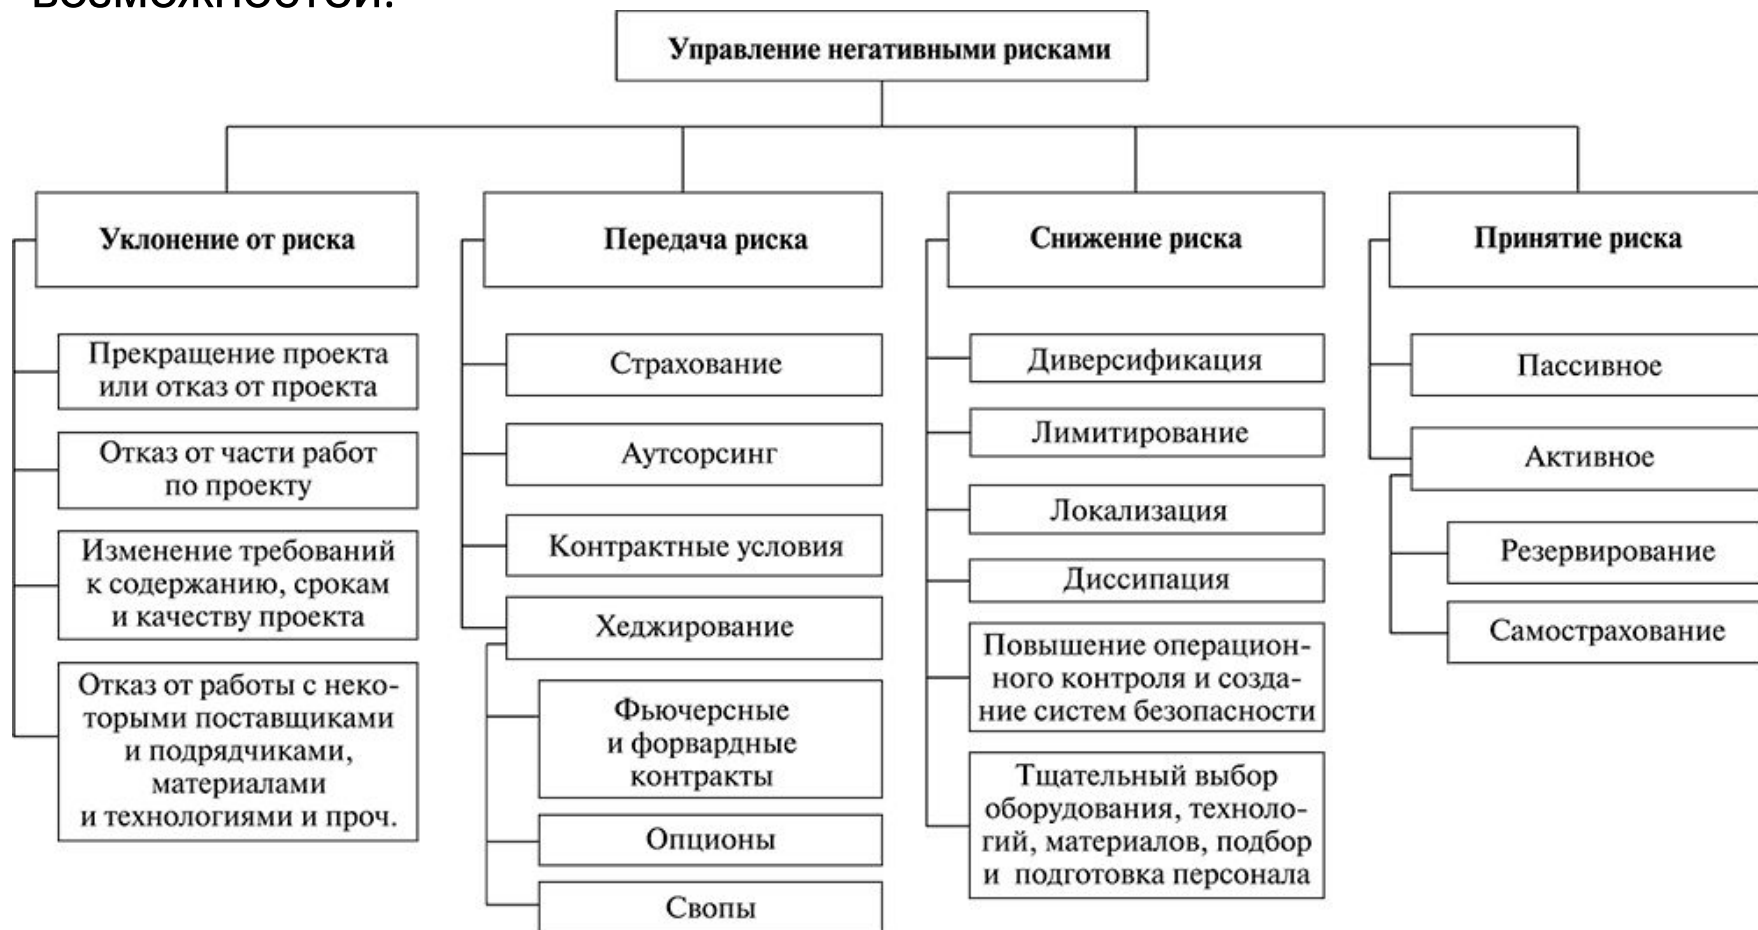 возможностей.
Управление негативными рисками
Уклонение от риска
Прекращение проекта
или отказ от проекта
Отказ от части работ
по проекту
Изменение требований
к содержанию, срокам
и качеству проекта
Отказ от работы с неко-
торыми поставщиками
и подрядчиками,
материалами
и технологиями и проч.
Передача риска
Страхование
Аутсорсинг
Контрактные условия
Хеджирование
Фьючерсные
и форвардные
контракты
Опционы
Свопы
Снижение риска
Диверсификация
Лимитирование
Локализация
Диссипация
Повышение операцион-
ного контроля и созда-
ние систем безопасности
Тщательный выбор
оборудования, техноло-
гий, материалов, подбор
и подготовка персонала
Принятие риска
Пассивное
Активное
Резервирование
Самострахование